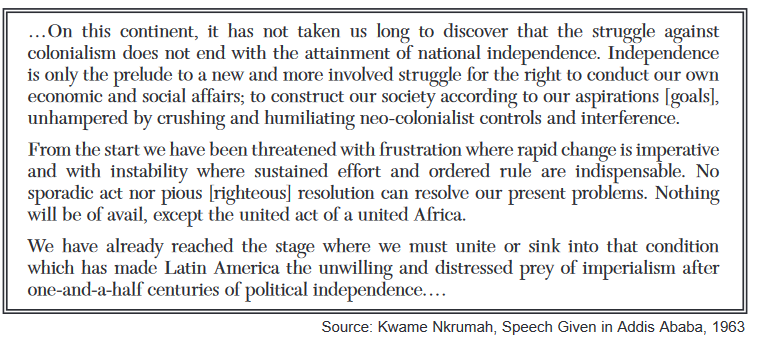 …On this continent, it has not taken us long to discover that the struggle against
colonialism does not end with the attainment of national independence. Independence
is only the prelude to a new and more involved struggle for the right to conduct our own
economic and social affairs; to construct our society according to our aspirations [goals],
unhampered by crushing and humiliating neo-colonialist controls and interference.
From the start we have been threatened with frustration where rapid change is imperative
and with instability where sustained effort and ordered rule are indispensable. No
sporadic act nor pious [righteous] resolution can resolve our present problems. Nothing
will be of avail, except the united act of a united Africa.
We have already reached the stage where we must unite or sink into that condition
which has made Latin America the unwilling and distressed prey of imperialism after
one-and-a-half centuries of political independence.…
Source: Kwame Nkrumah, Speech Given in Addis Ababa, 1963